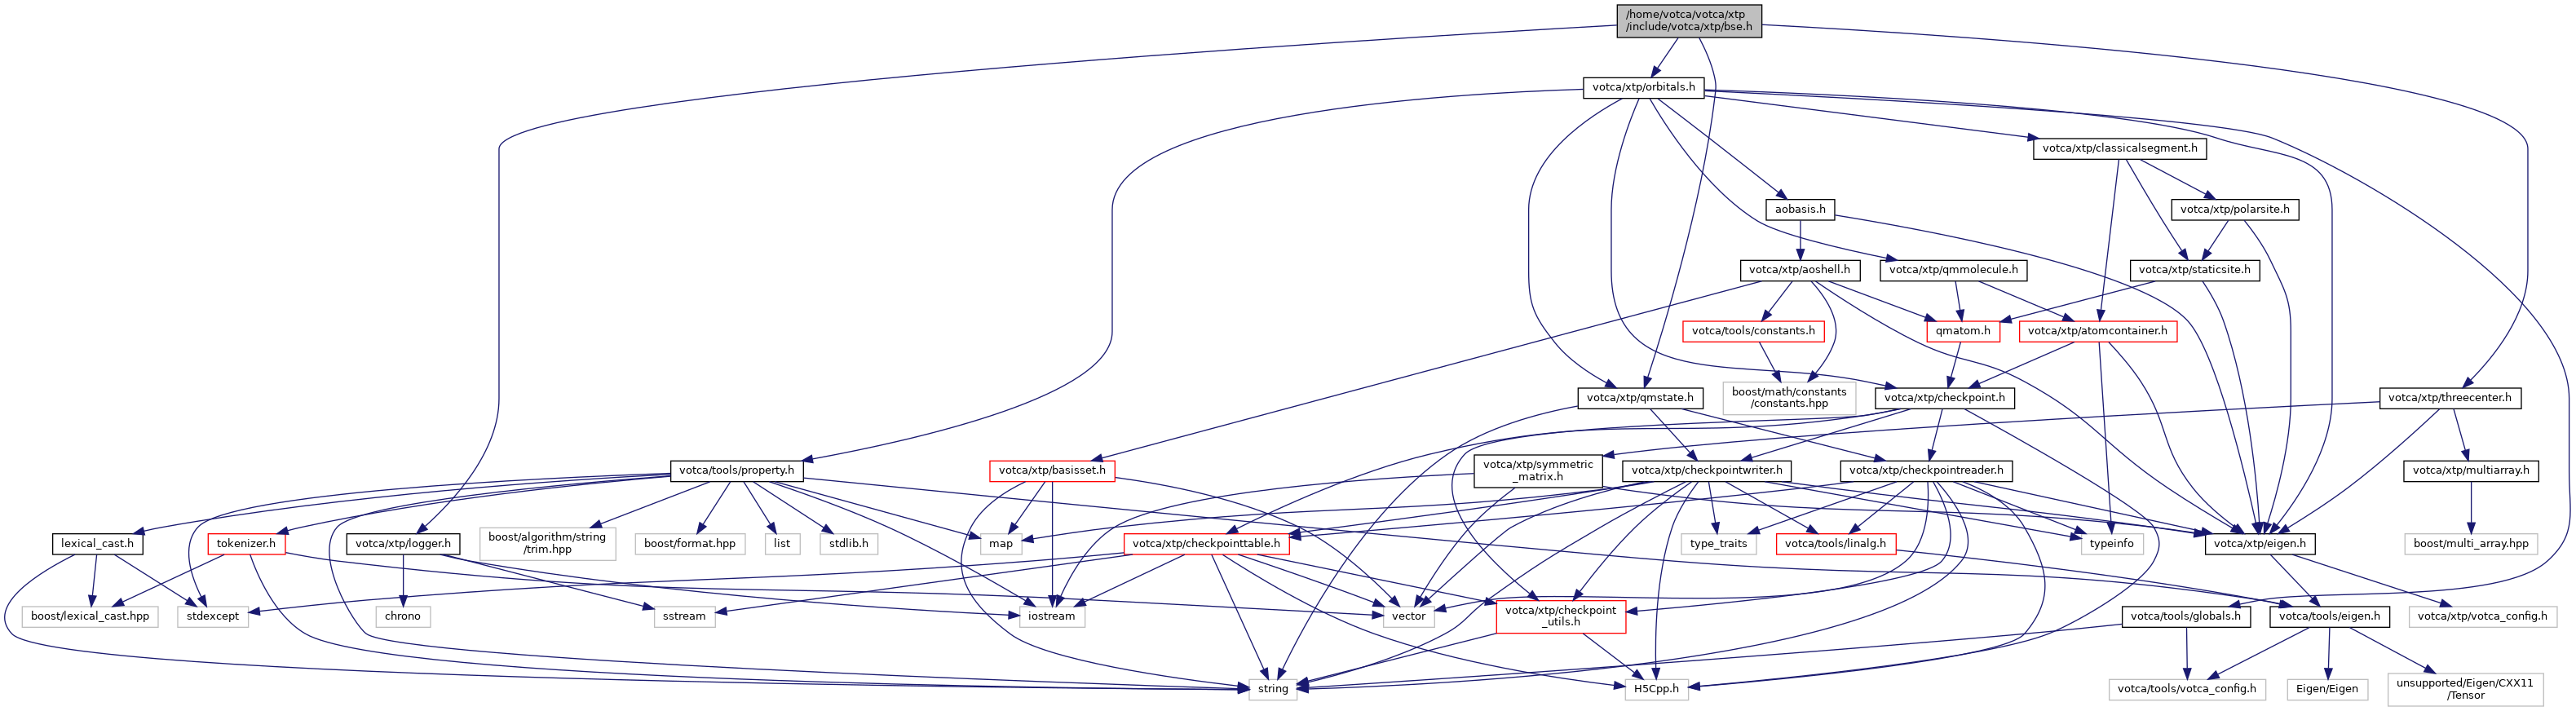 /home/votca/votca/xtp
/include/votca/xtp/bse.h
votca/xtp/orbitals.h
votca/xtp/classicalsegment.h
aobasis.h
votca/xtp/polarsite.h
votca/xtp/aoshell.h
votca/xtp/qmmolecule.h
votca/xtp/staticsite.h
votca/tools/constants.h
qmatom.h
votca/xtp/atomcontainer.h
votca/xtp/qmstate.h
boost/math/constants
/constants.hpp
votca/xtp/checkpoint.h
votca/xtp/threecenter.h
votca/tools/property.h
votca/xtp/basisset.h
votca/xtp/symmetric
_matrix.h
votca/xtp/checkpointwriter.h
votca/xtp/checkpointreader.h
votca/xtp/multiarray.h
lexical_cast.h
tokenizer.h
votca/xtp/logger.h
boost/algorithm/string
/trim.hpp
boost/format.hpp
list
stdlib.h
map
votca/xtp/checkpointtable.h
type_traits
votca/tools/linalg.h
typeinfo
votca/xtp/eigen.h
boost/multi_array.hpp
boost/lexical_cast.hpp
stdexcept
chrono
sstream
iostream
vector
votca/xtp/checkpoint
_utils.h
votca/tools/globals.h
votca/tools/eigen.h
votca/xtp/votca_config.h
string
H5Cpp.h
votca/tools/votca_config.h
Eigen/Eigen
unsupported/Eigen/CXX11
/Tensor